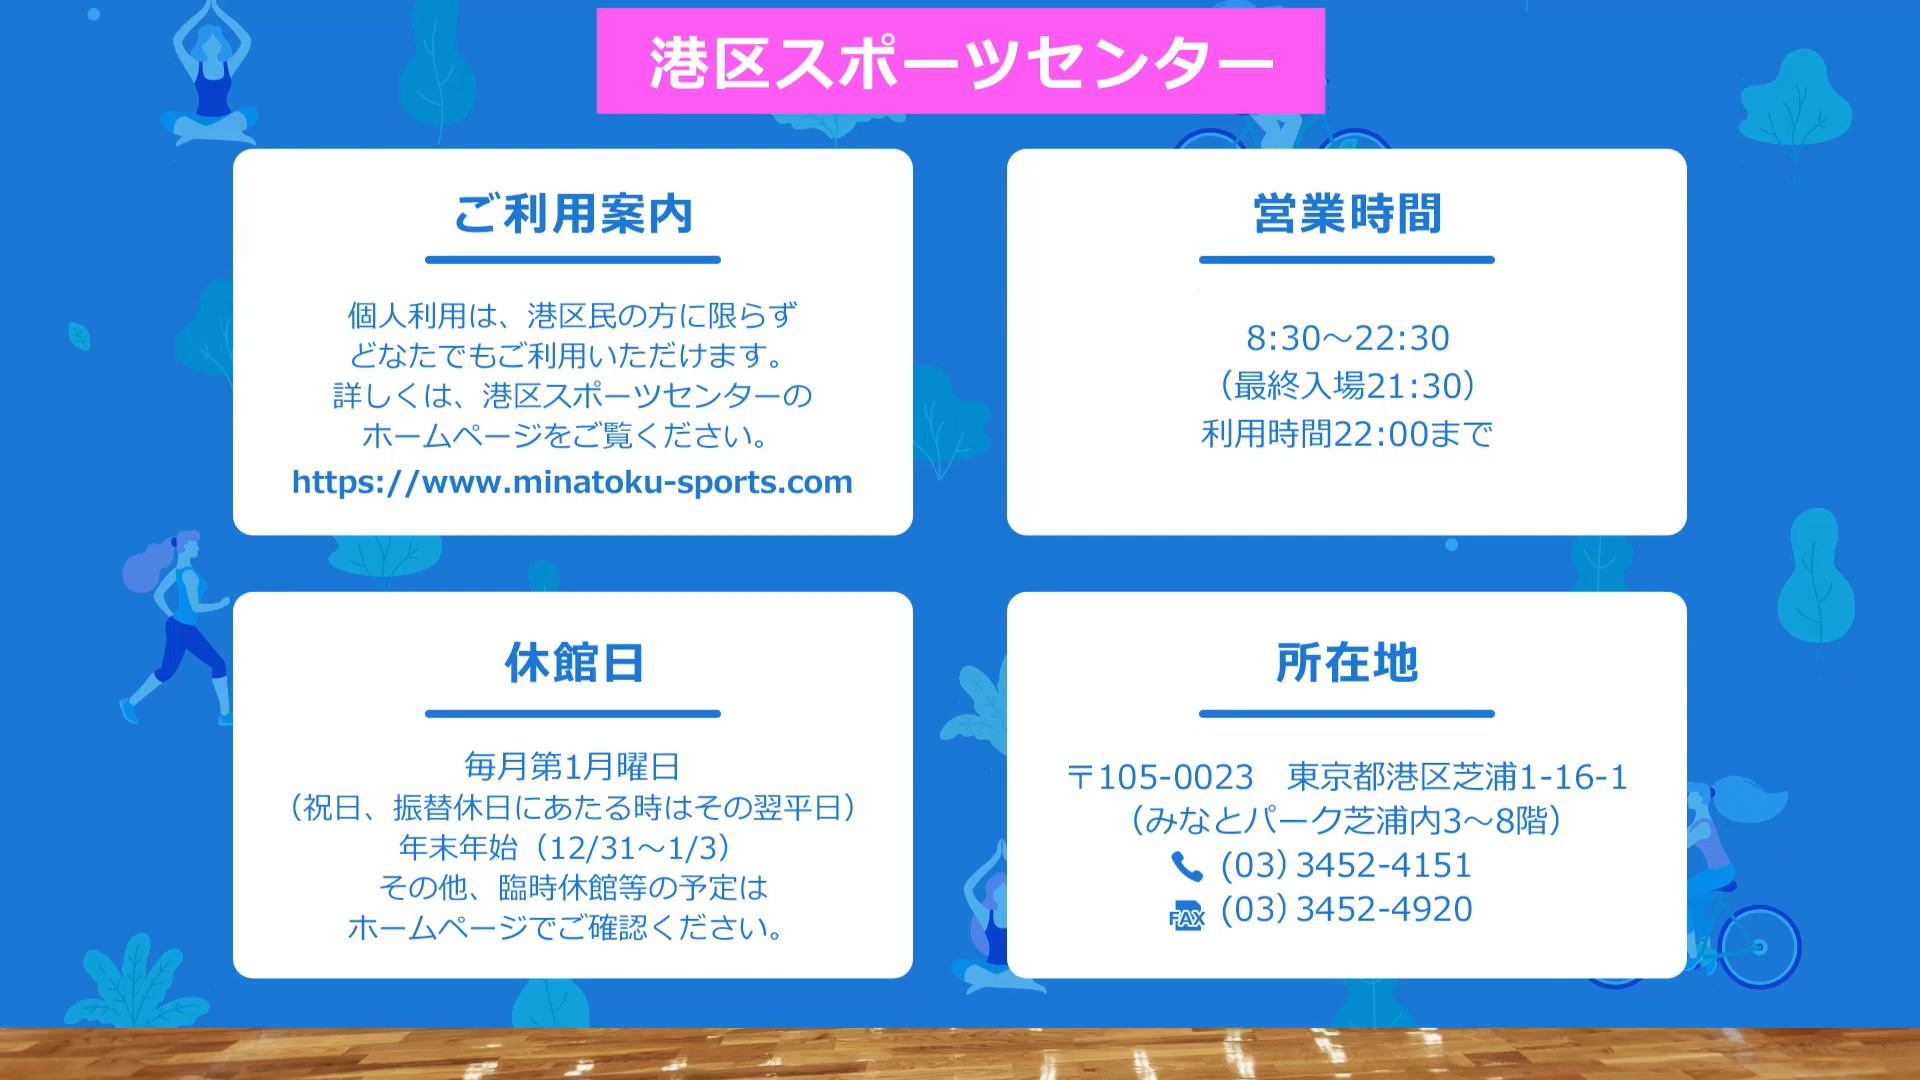 港区スポーツセンター
ご利用案内
個人利用は、港区民の方に限らず
どなたでもご利用いただけます。
詳しくは、港区スポーツセンターの
ホームページをご覧ください。
https://www.minatoku-sports.com
営業時間
8:30～22:30
（最終入場21:30）
利用時間22:00まで
休館日
毎月第1月曜日
（祝日、振替休日にあたる時はその翌平日）
年末年始（12/31～1/3）
その他、臨時休館等の予定は
ホームページでご確認ください。
所在地
〒105-0023　東京都港区芝浦1-16-1
（みなとパーク芝浦内3～8階）
(03）3452-4151
FAX (03）3452-4920